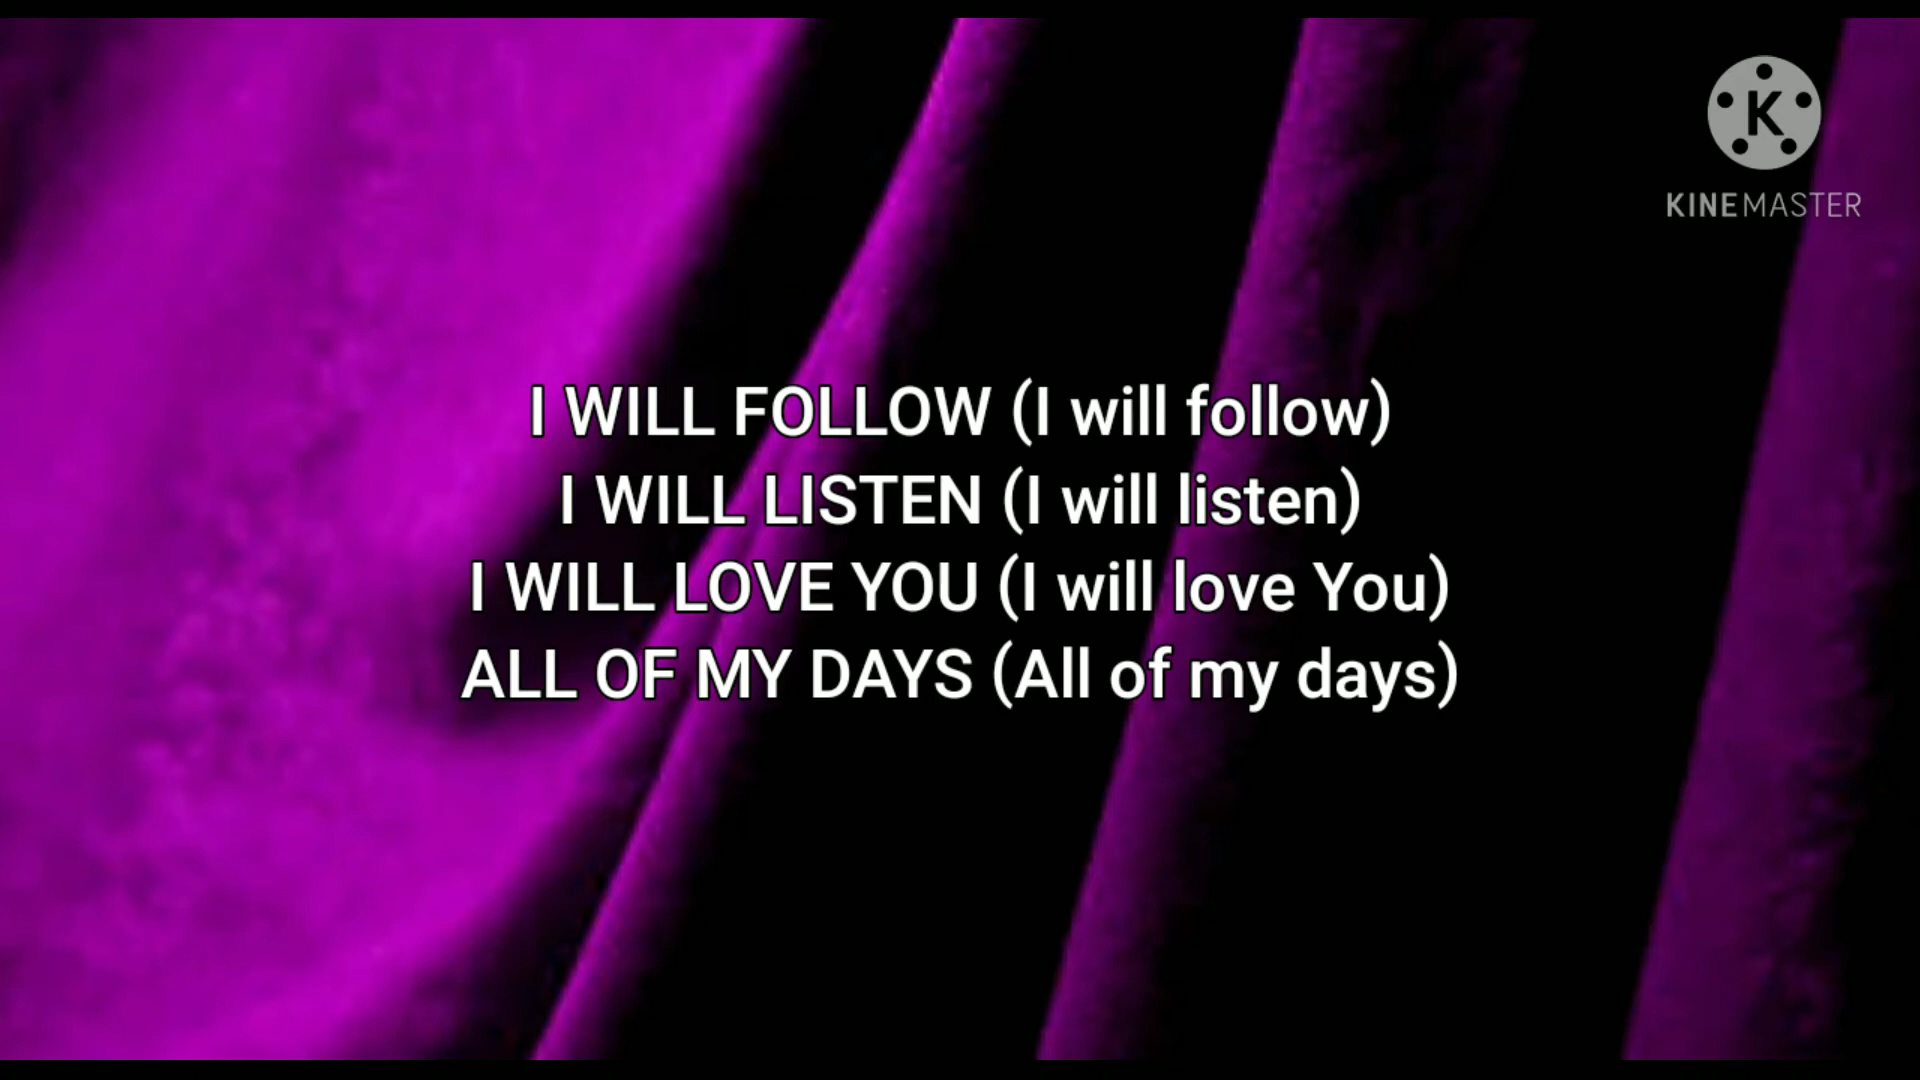 K
KINEMASTER
I WILL FOLLOW (I will follow)
I WILL LISTEN (I will listen)
I WILL LOVE YOU (I will love You)
ALL OF MY DAYS (All of my days)